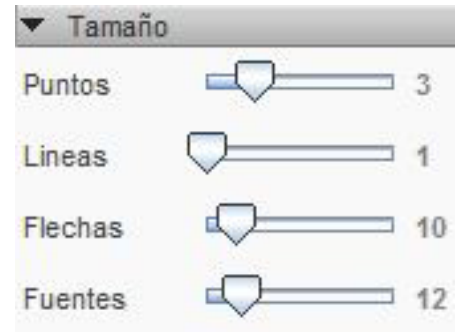 Tamaño
Puntos 3
Lineas 1
Flechas 10
Fuentes 12